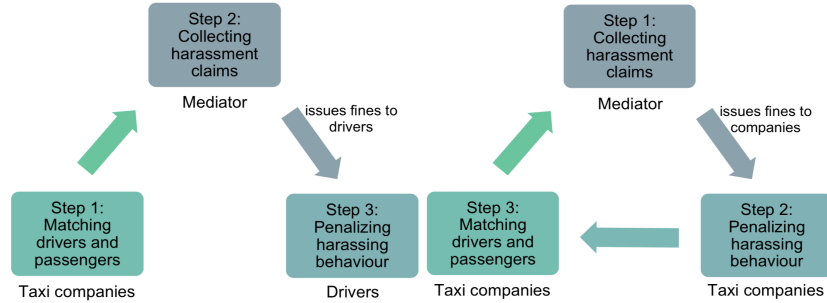 Step 2:
Collecting
harassment
claims
Mediator
issues fines to
drivers
Step 1:
Matching
drivers and
passengers
Taxi companies
Step 3:
Penalizing
harassing
behaviour
Drivers
Step 1:
Collecting
harassment
claims
Mediator
issues fines to
companies
Step 3:
Matching
drivers and
passengers
Taxi companies
Step 2:
Penalizing
harassing
behaviour
Taxi companies